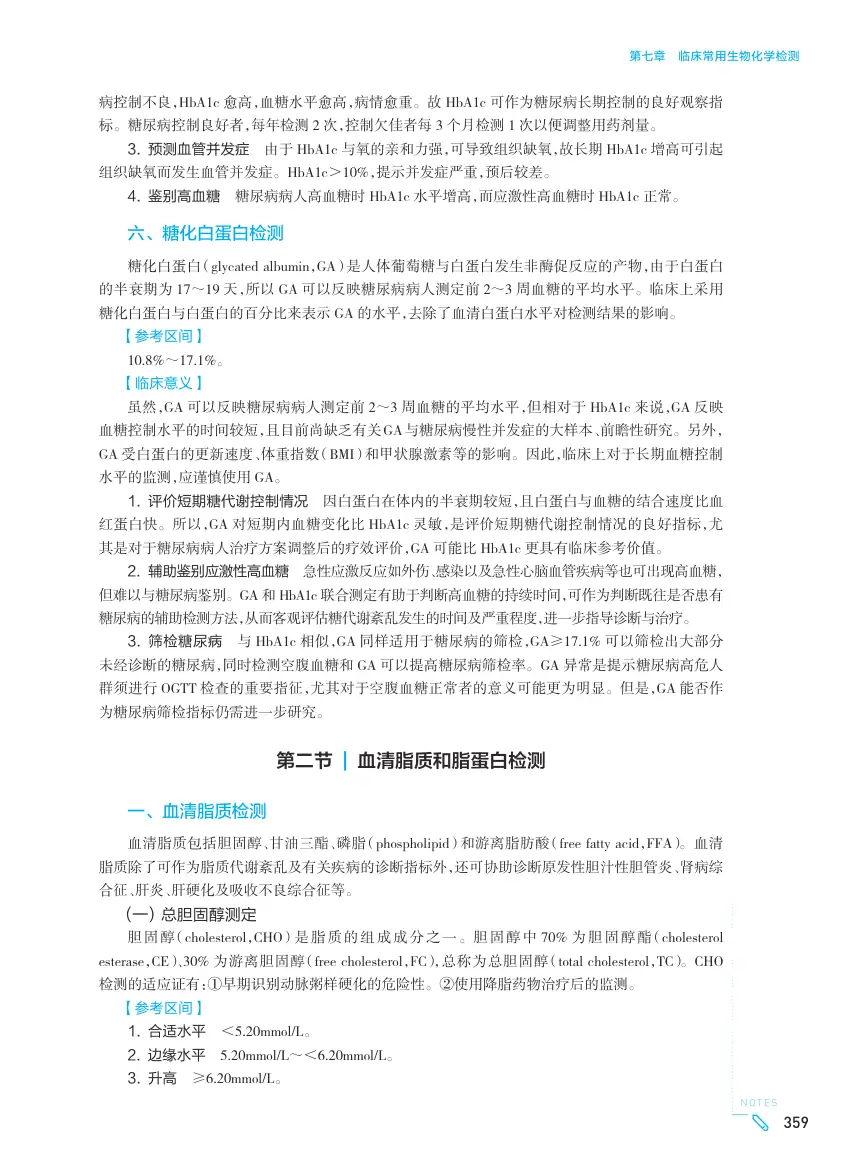 第七章　临床常用生物化学检测
病控制不良,HbA1c 愈高,血糖水平愈高,病情愈重。故 HbA1c 可作为糖尿病长期控制的良好观察指
标。糖尿病控制良好者,每年检测 2 次,控制欠佳者每 3 个月检测 1 次以便调整用药剂量。
3. 预测血管并发症　由于 HbA1c 与氧的亲和力强,可导致组织缺氧,故长期 HbA1c 增高可引起
组织缺氧而发生血管并发症。HbA1c＞10%,提示并发症严重,预后较差。
4. 鉴别高血糖　糖尿病病人高血糖时 HbA1c 水平增高,而应激性高血糖时 HbA1c 正常。
六、糖化白蛋白检测
糖化白蛋白(glycated albumin,GA)是人体葡萄糖与白蛋白发生非酶促反应的产物,由于白蛋白
的半衰期为 17～19 天,所以 GA 可以反映糖尿病病人测定前 2～3 周血糖的平均水平。临床上采用
糖化白蛋白与白蛋白的百分比来表示 GA 的水平,去除了血清白蛋白水平对检测结果的影响。
【参考区间】
10.8%～17.1%。
【临床意义】
虽然,GA 可以反映糖尿病病人测定前 2～3 周血糖的平均水平,但相对于 HbA1c 来说,GA 反映
血糖控制水平的时间较短,且目前尚缺乏有关GA与糖尿病慢性并发症的大样本、前瞻性研究。另外,
GA 受白蛋白的更新速度、体重指数(BMI)和甲状腺激素等的影响。因此,临床上对于长期血糖控制
水平的监测,应谨慎使用 GA。
1. 评价短期糖代谢控制情况　因白蛋白在体内的半衰期较短,且白蛋白与血糖的结合速度比血
红蛋白快。所以,GA 对短期内血糖变化比 HbA1c 灵敏,是评价短期糖代谢控制情况的良好指标,尤
其是对于糖尿病病人治疗方案调整后的疗效评价,GA 可能比 HbA1c 更具有临床参考价值。
2. 辅助鉴别应激性高血糖　急性应激反应如外伤、感染以及急性心脑血管疾病等也可出现高血糖,
但难以与糖尿病鉴别。GA 和 HbA1c 联合测定有助于判断高血糖的持续时间,可作为判断既往是否患有
糖尿病的辅助检测方法,从而客观评估糖代谢紊乱发生的时间及严重程度,进一步指导诊断与治疗。
3. 筛检糖尿病　与 HbA1c 相似,GA 同样适用于糖尿病的筛检,GA≥17.1% 可以筛检出大部分
未经诊断的糖尿病,同时检测空腹血糖和 GA 可以提高糖尿病筛检率。GA 异常是提示糖尿病高危人
群须进行 OGTT 检查的重要指征,尤其对于空腹血糖正常者的意义可能更为明显。但是,GA 能否作
为糖尿病筛检指标仍需进一步研究。
第二节 | 血清脂质和脂蛋白检测
一、血清脂质检测
血清脂质包括胆固醇、甘油三酯、磷脂(phospholipid)和游离脂肪酸(free fatty acid,FFA)。血清
脂质除了可作为脂质代谢紊乱及有关疾病的诊断指标外,还可协助诊断原发性胆汁性胆管炎、肾病综
合征、肝炎、肝硬化及吸收不良综合征等。
(一) 总胆固醇测定
胆固醇(cholesterol,CHO)是脂质的组成成分之一。胆固醇中 70% 为胆固醇酯(cholesterol
esterase,CE)、30% 为游离胆固醇(free cholesterol,FC),总称为总胆固醇(total cholesterol,TC)。CHO
检测的适应证有:①早期识别动脉粥样硬化的危险性。②使用降脂药物治疗后的监测。
【参考区间】
1. 合适水平　＜5.20mmol/L。
2. 边缘水平　5.20mmol/L～＜6.20mmol/L。
3. 升高　≥6.20mmol/L。
NOTES
359